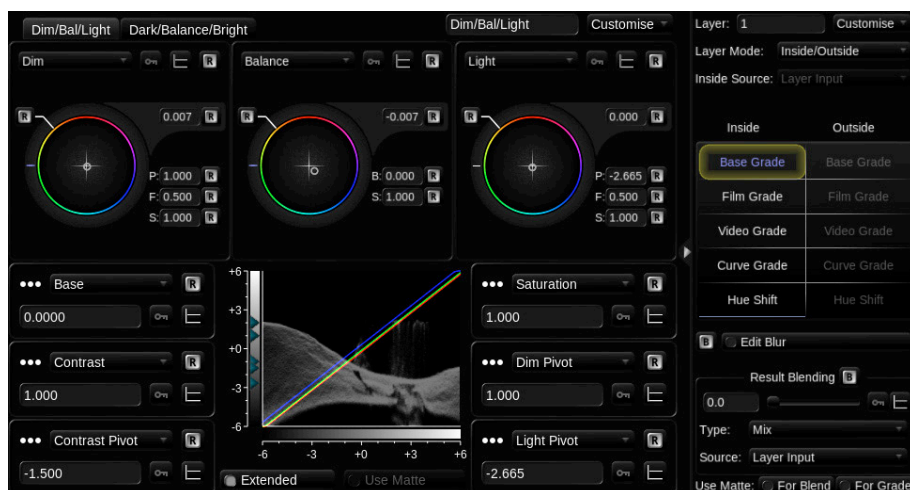 Dim/Bal/Light Dark/Balance/Bright Dim/Bal/Light Customise
Dim R Balance R Light R
R 0.007 R R -0.007 R R 0.000 R
P: 1.000 R B: 0.000 R P: -2.665 R
F: 0.500 R S: 1.000 R F: 0.500 R
S: 1.000 R S: 1.000 R
Base R
0.0000
Contrast R
1.000
Contrast Pivot R
-1.500
+6
+3
+0
-3
-6
-6 -3 +0 +3 +6
Extended Use Matte
Saturation R
1.000
Dim Pivot R
1.000
Light Pivot R
-2.665
Layer: 1 Customise
Layer Mode: Inside/Outside
Inside Source: Layer Input
Inside Outside
Base Grade Base Grade
Film Grade Film Grade
Video Grade Video Grade
Curve Grade Curve Grade
Hue Shift Hue Shift
B Edit Blur
Result Blending B
0.0
Type: Mix
Source: Layer Input
Use Matte: For Blend For Grade